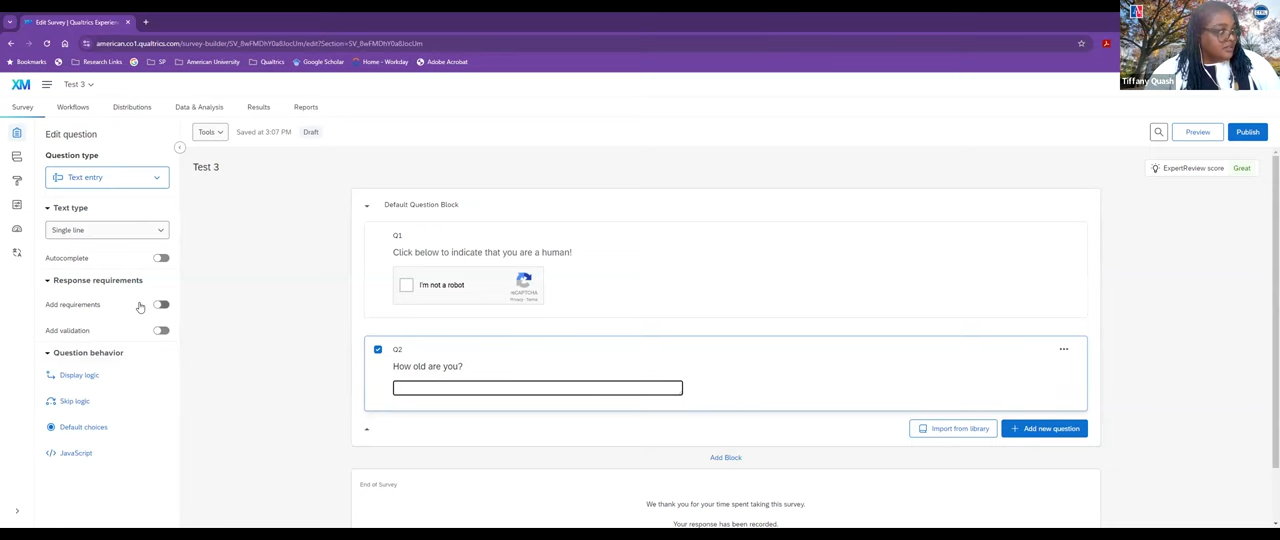 Edit Survey | Qualtrics Experien
american.co1.qualtrics.com/survey-builder/SV_8wFMDhY0a8JocUm/edit?Section=SV_8wFMDhY0a8JocUm
Bookmarks Research Links SP American University Qualtrics Google Scholar Home - Workday Adobe Acrobat
Tiffany Quash
XM Test 3
Survey Workflows Distributions Data & Analysis Results Reports
Edit question
Tools Saved at 3:07 PM Draft Preview Publish
Question type
Text entry
Test 3
ExpertReview score Great
Text type
Single line
Autocomplete
Response requirements
Add requirements
Add validation
Question behavior
Display logic
Skip logic
Default choices
JavaScript
Default Question Block
Q1
Click below to indicate that you are a human!
I'm not a robot
reCAPTCHA
Privacy - Terms
Q2
How old are you?
Import from library
Add new question
Add Block
End of Survey
We thank you for your time spent taking this survey.
Your response has been recorded.